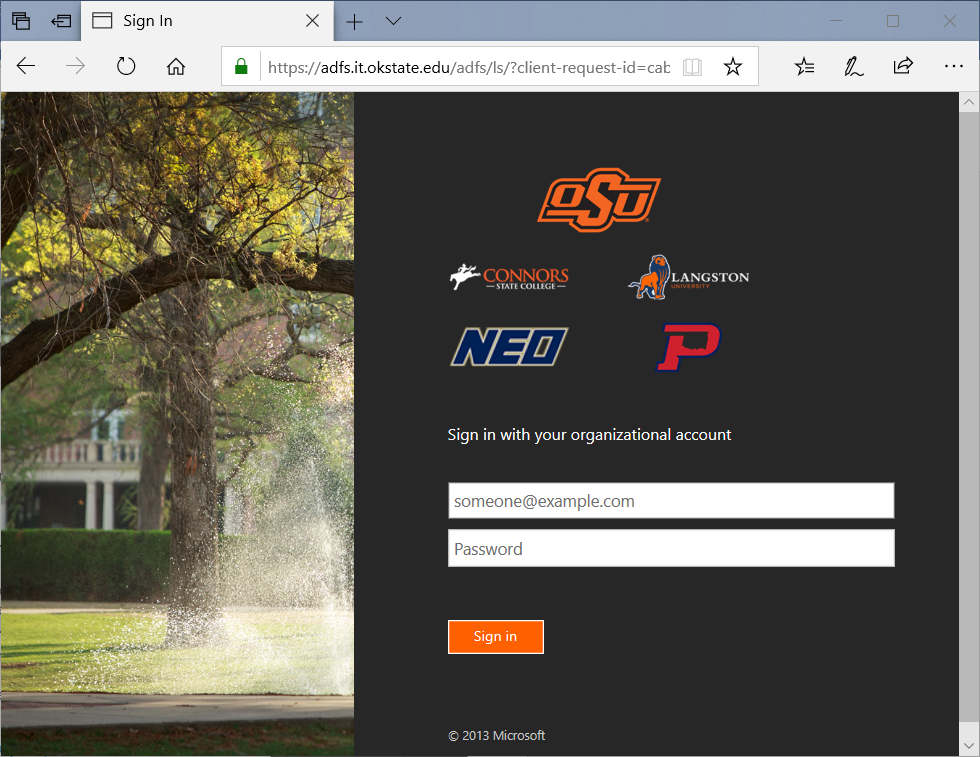 Sign In
https://adfs.it.okstate.edu/adfs/ls/?client-request-id=cab
OSU
CONNORS
STATE COLLEGE
LANGSTON
UNIVERSITY
NEO
P
Sign in with your organizational account
someone@example.com
Password
Sign in
© 2013 Microsoft